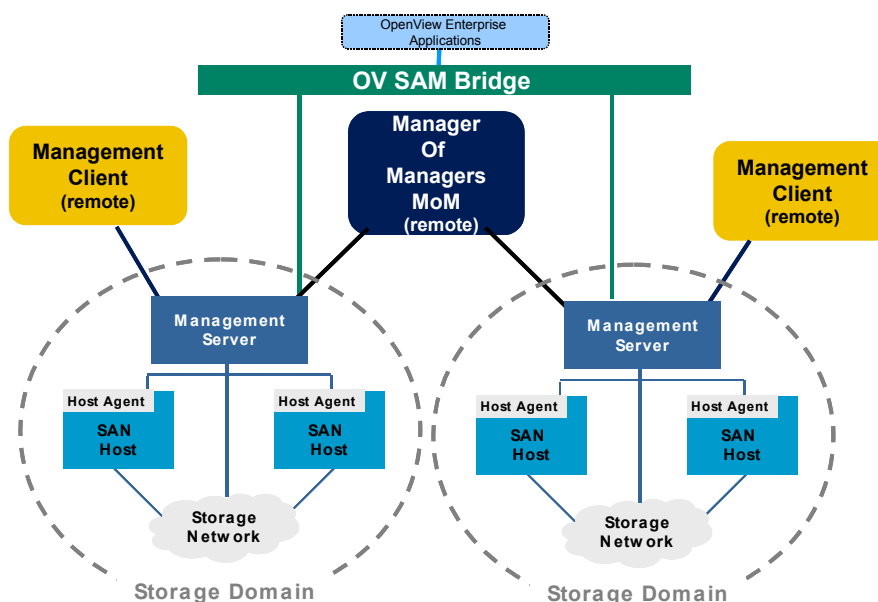 OpenView Enterprise
Applications
OV SAM Bridge
Manager
Of
Managers
MoM
(remote)
Management
Client
(remote)
Management
Client
(remote)
Management
Server
Host Agent
SAN
Host
Host Agent
SAN
Host
Storage
Network
Storage Domain
Management
Server
Host Agent
SAN
Host
Host Agent
SAN
Host
Storage
Network
Storage Domain